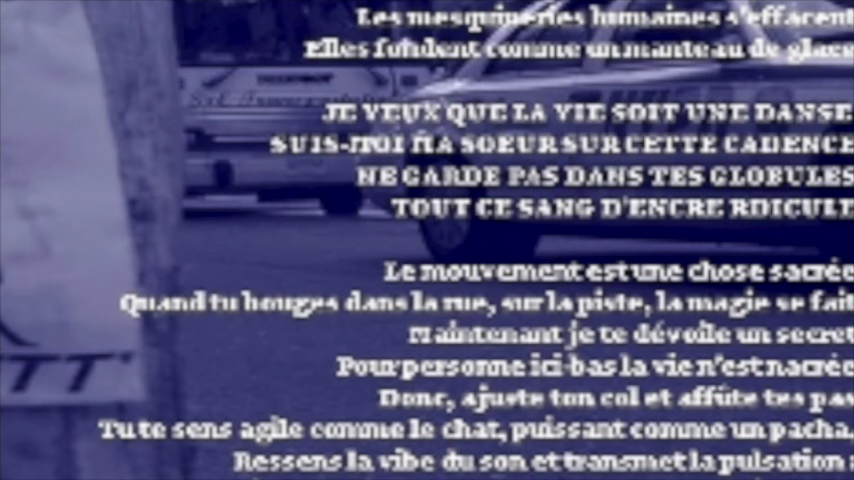 Les mesquineries humaines s'effacent
Elles fondent comme un manteau de glace
JE VEUX QUE LA VIE SOIT UNE DANSE
SUIS-MOI MA SOEUR SUR CETTE CADENCE
NE GARDE PAS DANS TES GLOBULES
TOUT CE SANG D'ENCRE RDICULE
Le mouvement est une chose sacrée
Quand tu bouges dans la rue, sur la piste, la magie se fait
Maintenant je te dévoile un secret
Pour personne ici-bas la vie n'est nacrée
Donc, ajuste ton col et affûte tes pas
Tu te sens agile comme le chat, puissant comme un pacha,
Ressens la vibe du son et transmet la pulsation :
TT'